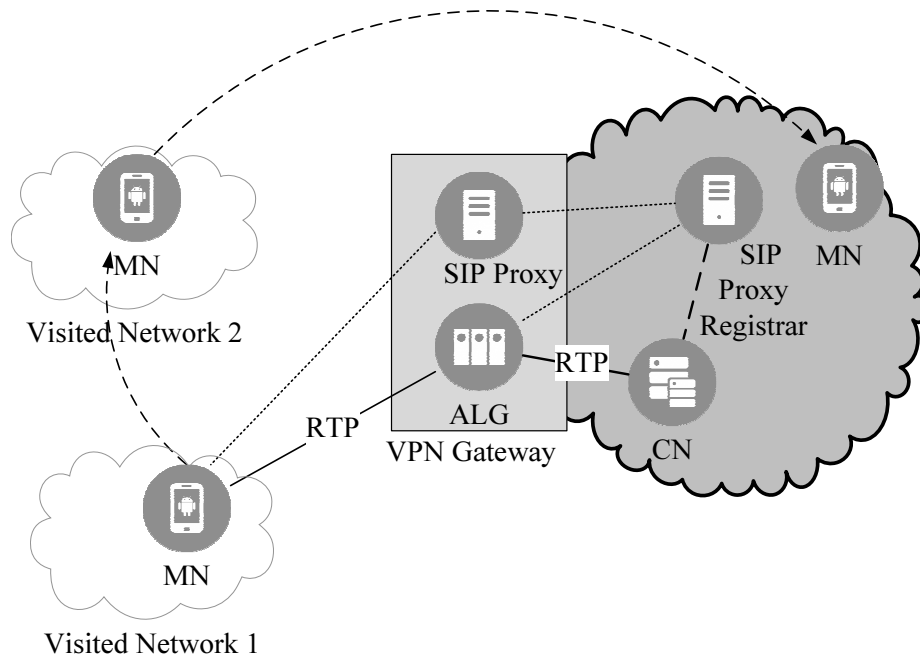 MN
Visited Network 2
SIP Proxy
SIP
Proxy
Registrar
MN
RTP
RTP
ALG
VPN Gateway
CN
MN
Visited Network 1